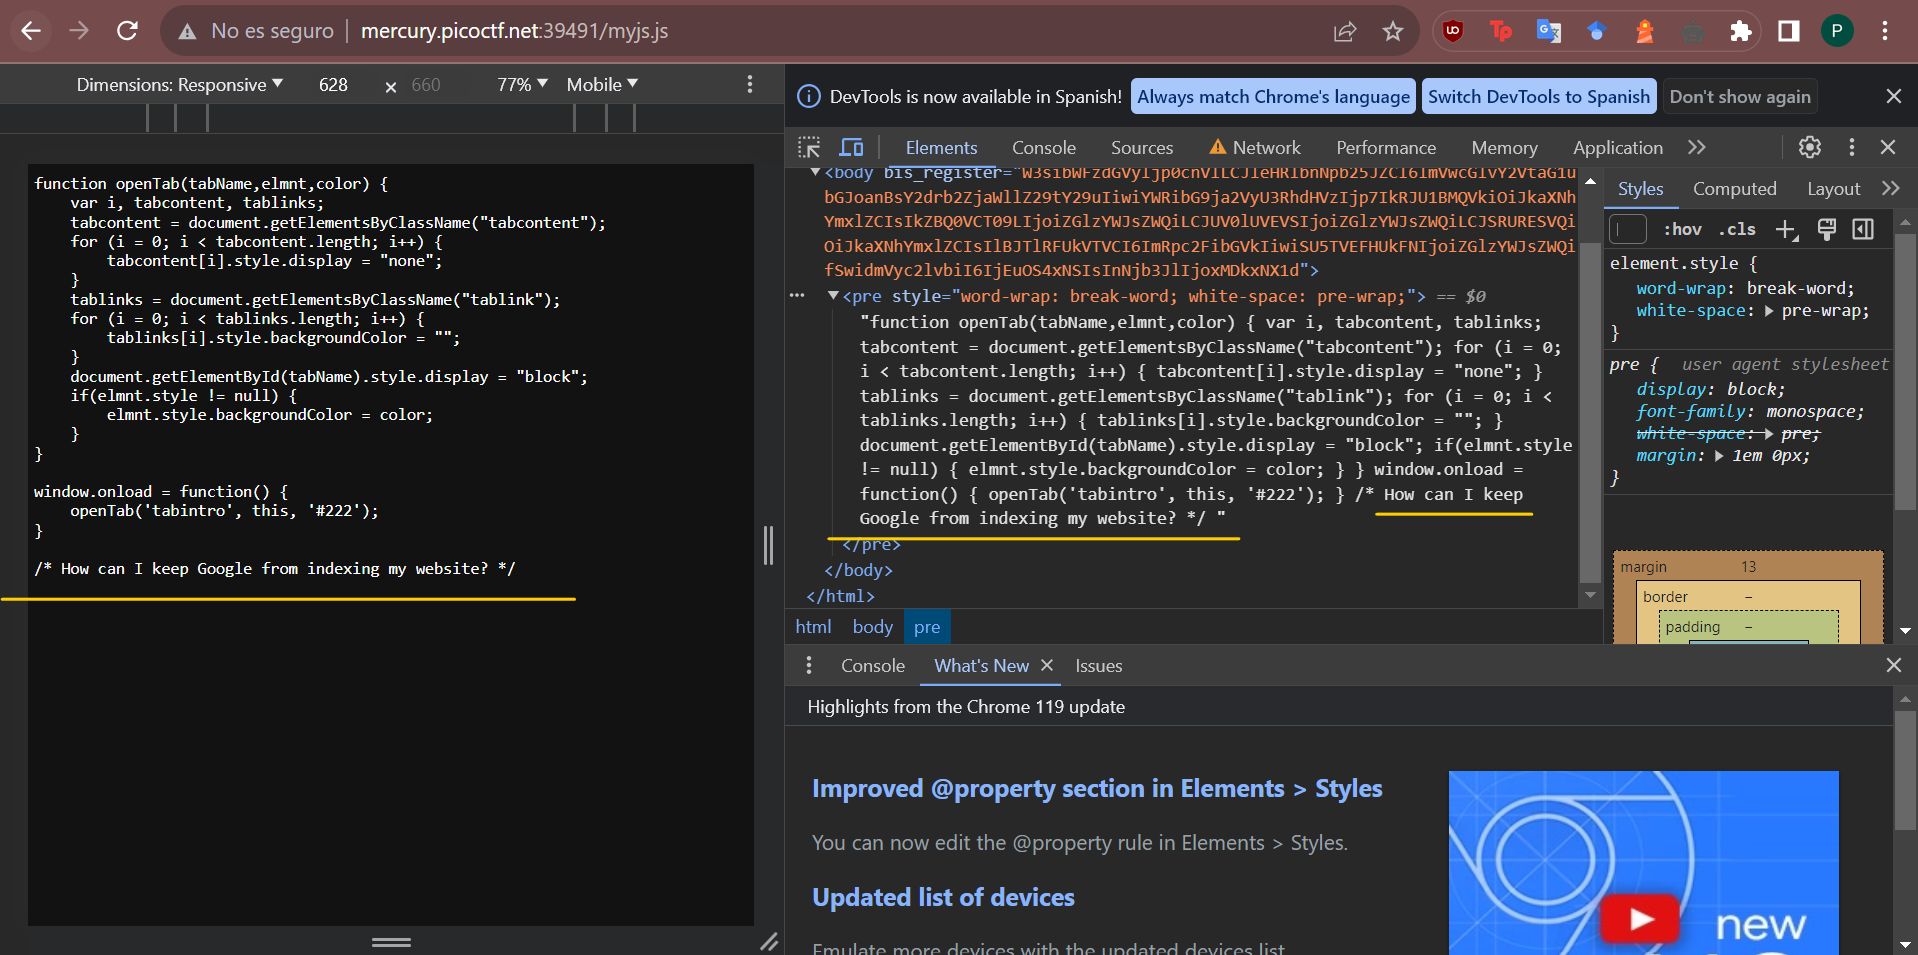 No es seguro
mercury.picoctf.net:39491/myjs.js
Tp
P
Dimensions: Responsive ▼ 628 × 660 77% ▼ Mobile ▼
function openTab(tabName,elmnt,color) {
    var i, tabcontent, tablinks;
    tabcontent = document.getElementsByClassName("tabcontent");
    for (i = 0; i < tabcontent.length; i++) {
        tabcontent[i].style.display = "none";
    }
    tablinks = document.getElementsByClassName("tablink");
    for (i = 0; i < tablinks.length; i++) {
        tablinks[i].style.backgroundColor = "";
    }
    document.getElementById(tabName).style.display = "block";
    if(elmnt.style != null) {
        elmnt.style.backgroundColor = color;
    }
}
window.onload = function() {
    openTab('tabintro', this, '#222');
}
/* How can I keep Google from indexing my website? */
DevTools is now available in Spanish! Always match Chrome's language Switch DevTools to Spanish Don't show again
Elements Console Sources Network Performance Memory Application
▼<body
fSwidmVyc2lvbiI6IjEuOS4xNSIsInNjb3JlIjoxMDkxNX1d">
▼<pre style="word-wrap: break-word; white-space: pre-wrap;"> == $0
"function openTab(tabName,elmnt,color) { var i, tabcontent, tablinks;
tabcontent = document.getElementsByClassName("tabcontent"); for (i = 0;
i < tabcontent.length; i++) { tabcontent[i].style.display = "none"; }
tablinks = document.getElementsByClassName("tablink"); for (i = 0; i <
tablinks.length; i++) { tablinks[i].style.backgroundColor = ""; }
document.getElementById(tabName).style.display = "block"; if(elmnt.style
!= null) { elmnt.style.backgroundColor = color; } } window.onload =
function() { openTab('tabintro', this, '#222'); } /* How can I keep
Google from indexing my website? */ "
</pre>
</body>
</html>
html body pre
Styles Computed Layout
:hov .cls
element.style {
word-wrap: break-word;
white-space: ▶ pre-wrap;
}
pre { user agent stylesheet
display: block;
font-family: monospace;
white-space: ▶ pre;
margin: ▶ 1em 0px;
}
margin 13
border –
padding –
Console What's New Issues
Highlights from the Chrome 119 update
Improved @property section in Elements > Styles
You can now edit the @property rule in Elements > Styles.
Updated list of devices
Emulate more devices with the updated devices list
new